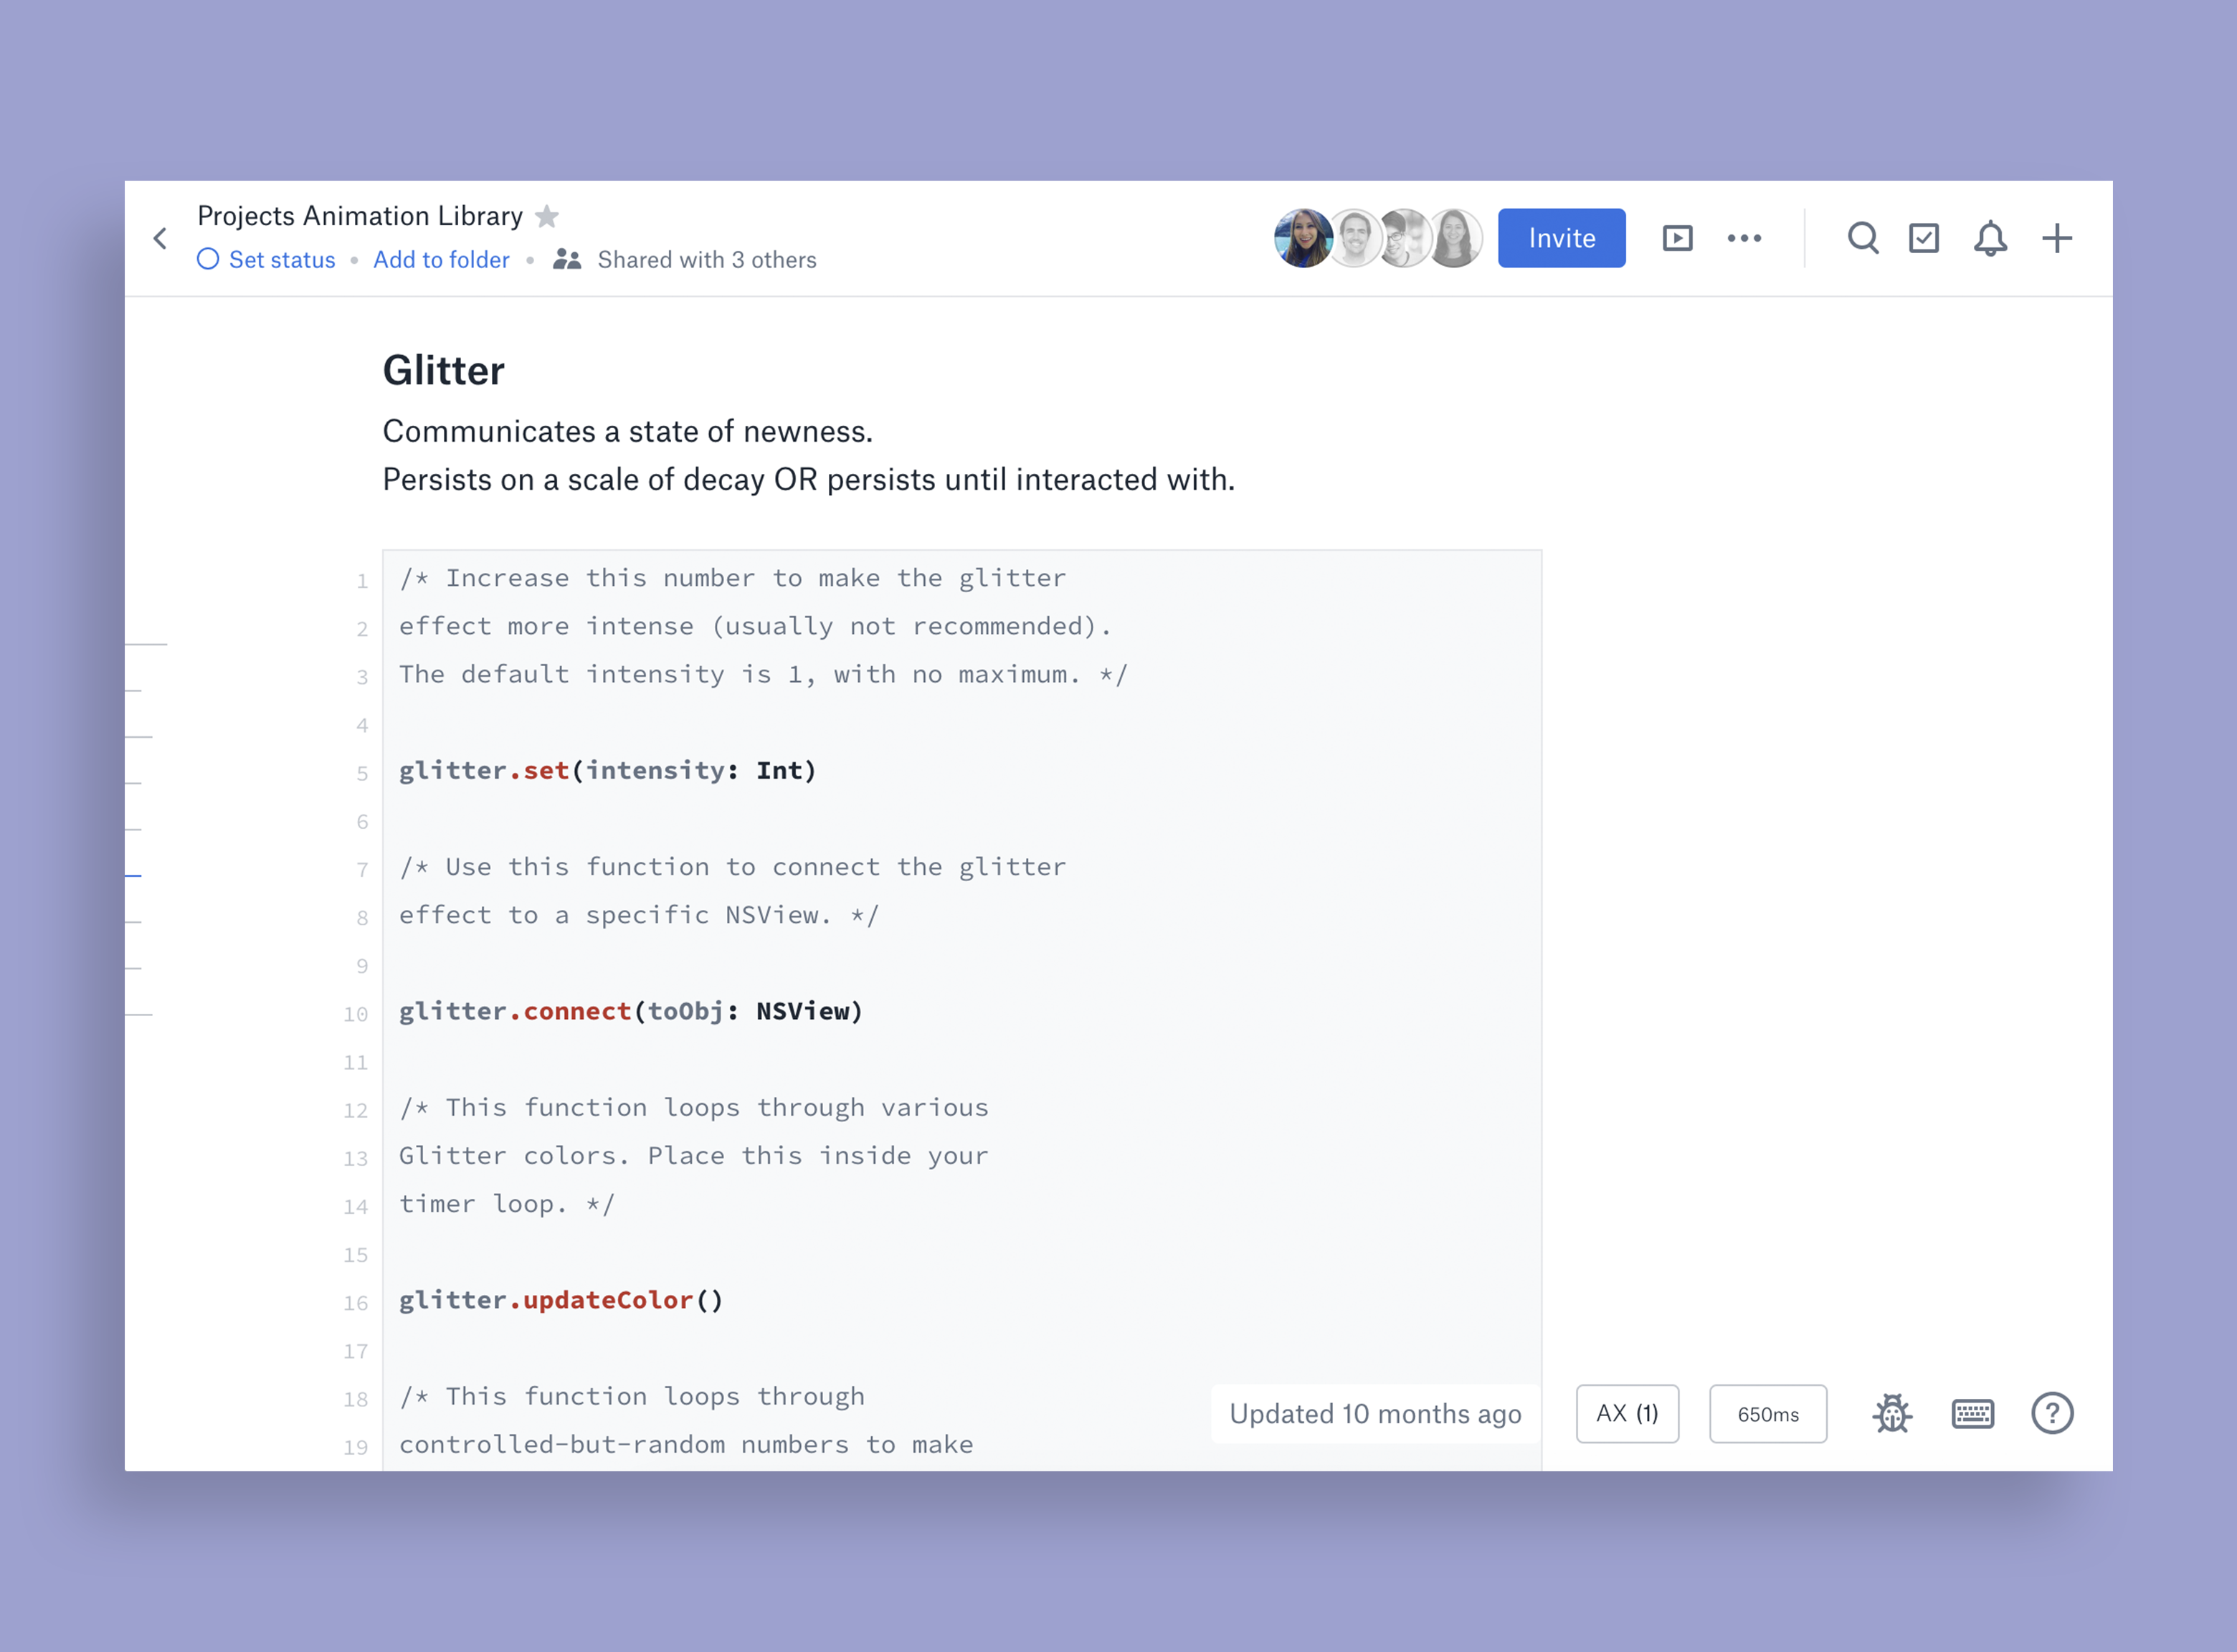 Projects Animation Library
Set status • Add to folder • Shared with 3 others
Invite
Glitter
Communicates a state of newness.
Persists on a scale of decay OR persists until interacted with.
1 /* Increase this number to make the glitter
2 effect more intense (usually not recommended).
3 The default intensity is 1, with no maximum. */
4
5 glitter.set(intensity: Int)
6
7 /* Use this function to connect the glitter
8 effect to a specific NSView. */
9
10 glitter.connect(toObj: NSView)
11
12 /* This function loops through various
13 Glitter colors. Place this inside your
14 timer loop. */
15
16 glitter.updateColor()
17
18 /* This function loops through
19 controlled-but-random numbers to make
Updated 10 months ago
AX (1)
650ms
?